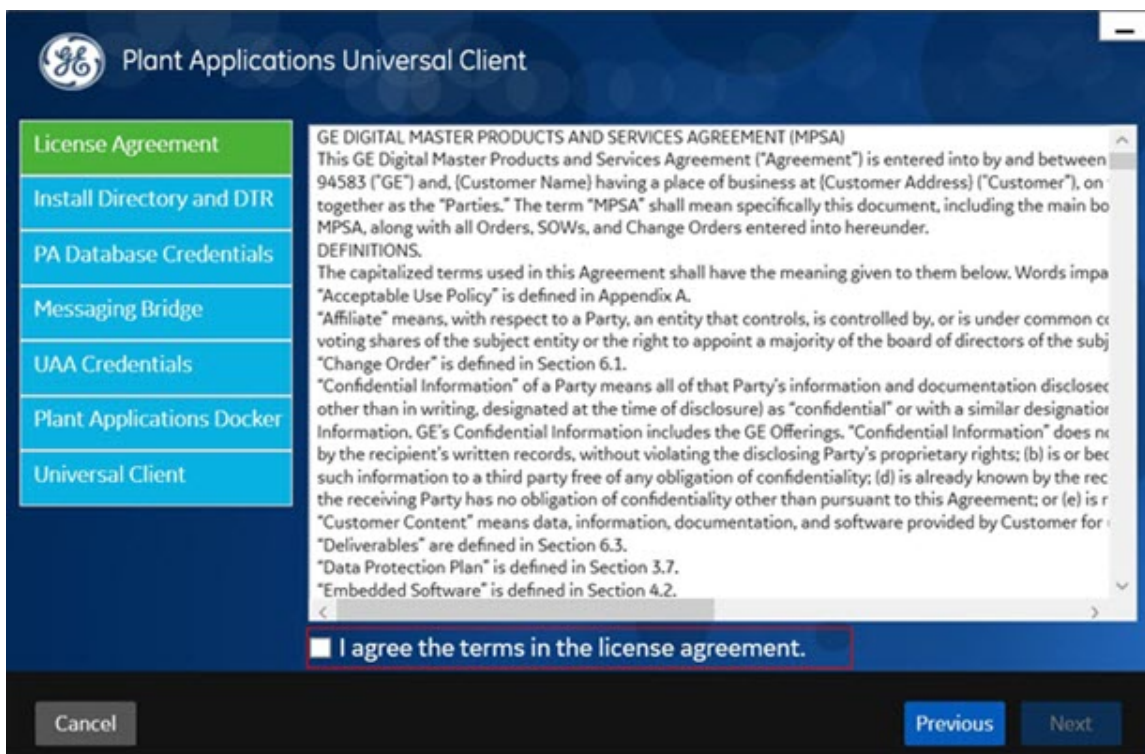 GE
Plant Applications Universal Client
License Agreement
Install Directory and DTR
PA Database Credentials
Messaging Bridge
UAA Credentials
Plant Applications Docker
Universal Client
GE DIGITAL MASTER PRODUCTS AND SERVICES AGREEMENT (MPSA)
This GE Digital Master Products and Services Agreement ("Agreement") is entered into by and between
94583 ("GE") and, {Customer Name} having a place of business at {Customer Address} ("Customer"), on
together as the "Parties." The term "MPSA" shall mean specifically this document, including the main bo
MPSA, along with all Orders, SOWs, and Change Orders entered into hereunder.
DEFINITIONS.
The capitalized terms used in this Agreement shall have the meaning given to them below. Words impa
"Acceptable Use Policy" is defined in Appendix A.
"Affiliate" means, with respect to a Party, an entity that controls, is controlled by, or is under common co
voting shares of the subject entity or the right to appoint a majority of the board of directors of the subj
"Change Order" is defined in Section 6.1.
"Confidential Information" of a Party means all of that Party's information and documentation disclosed
other than in writing, designated at the time of disclosure) as "confidential" or with a similar designation
Information. GE's Confidential Information includes the GE Offerings. "Confidential Information" does no
by the recipient's written records, without violating the disclosing Party's proprietary rights; (b) is or bec
such information to a third party free of any obligation of confidentiality; (d) is already known by the rec
the receiving Party has no obligation of confidentiality other than pursuant to this Agreement; or (e) is r
"Customer Content" means data, information, documentation, and software provided by Customer for
"Deliverables" are defined in Section 6.3.
"Data Protection Plan" is defined in Section 3.7.
"Embedded Software" is defined in Section 4.2.
I agree the terms in the license agreement.
Cancel
Previous
Next